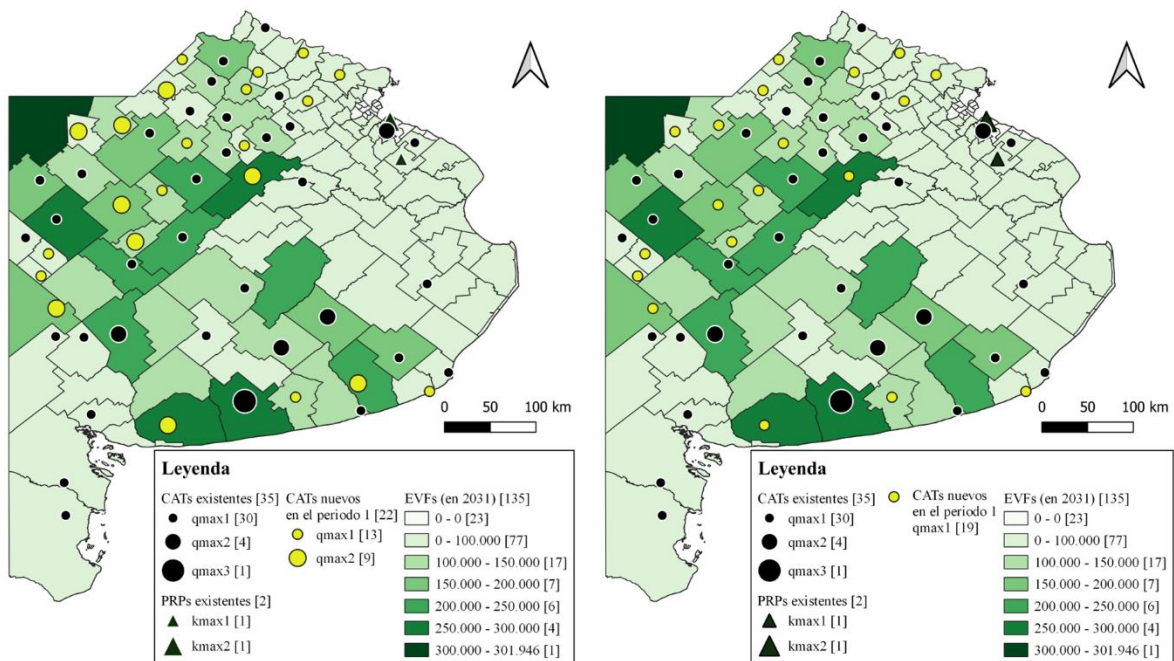 0 50 100 km
Leyenda
CATs existentes [35]
qmax1 [30]
qmax2 [4]
qmax3 [1]
PRPs existentes [2]
kmax1 [1]
kmax2 [1]
CATs nuevos
en el periodo 1 [22]
qmax1 [13]
qmax2 [9]
EVFs (en 2031) [135]
0 - 0 [23]
0 - 100.000 [77]
100.000 - 150.000 [17]
150.000 - 200.000 [7]
200.000 - 250.000 [6]
250.000 - 300.000 [4]
300.000 - 301.946 [1]
0 50 100 km
Leyenda
CATs existentes [35]
qmax1 [30]
qmax2 [4]
qmax3 [1]
PRPs existentes [2]
kmax1 [1]
kmax2 [1]
CATs nuevos
en el periodo 1
qmax1 [19]
EVFs (en 2031) [135]
0 - 0 [23]
0 - 100.000 [77]
100.000 - 150.000 [17]
150.000 - 200.000 [7]
200.000 - 250.000 [6]
250.000 - 300.000 [4]
300.000 - 301.946 [1]